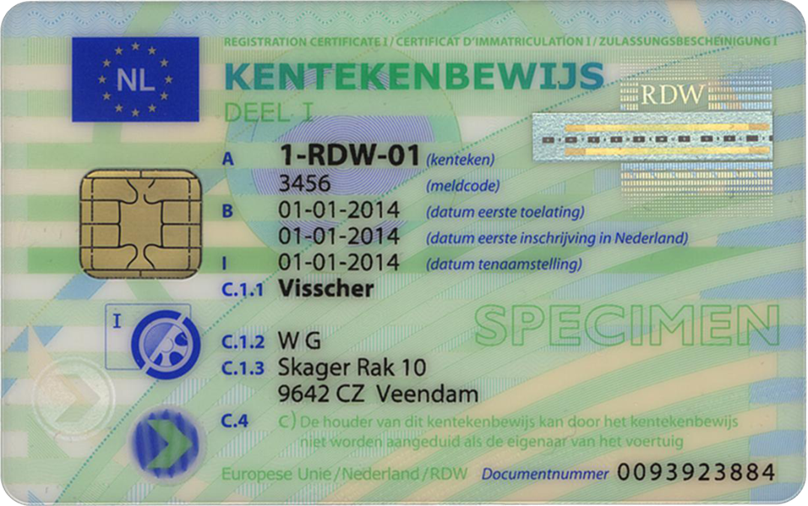 REGISTRATION CERTIFICATE I / CERTIFICAT D'IMMATRICULATION I / ZULASSUNGSBESCHEINIGUNG I
NL
KENTEKENBEWIJS
DEEL I
RDW
A 1-RDW-01 (kenteken)
3456 (meldcode)
B 01-01-2014 (datum eerste toelating)
01-01-2014 (datum eerste inschrijving in Nederland)
I 01-01-2014 (datum tenaamstelling)
C.1.1 Visscher
I
SPECIMEN
C.1.2 W G
C.1.3 Skager Rak 10
9642 CZ Veendam
C.4 C) De houder van dit kentekenbewijs kan door het kentekenbewijs
niet worden aangeduid als de eigenaar van het voertuig
Europese Unie / Nederland / RDW Documentnummer 0093923884